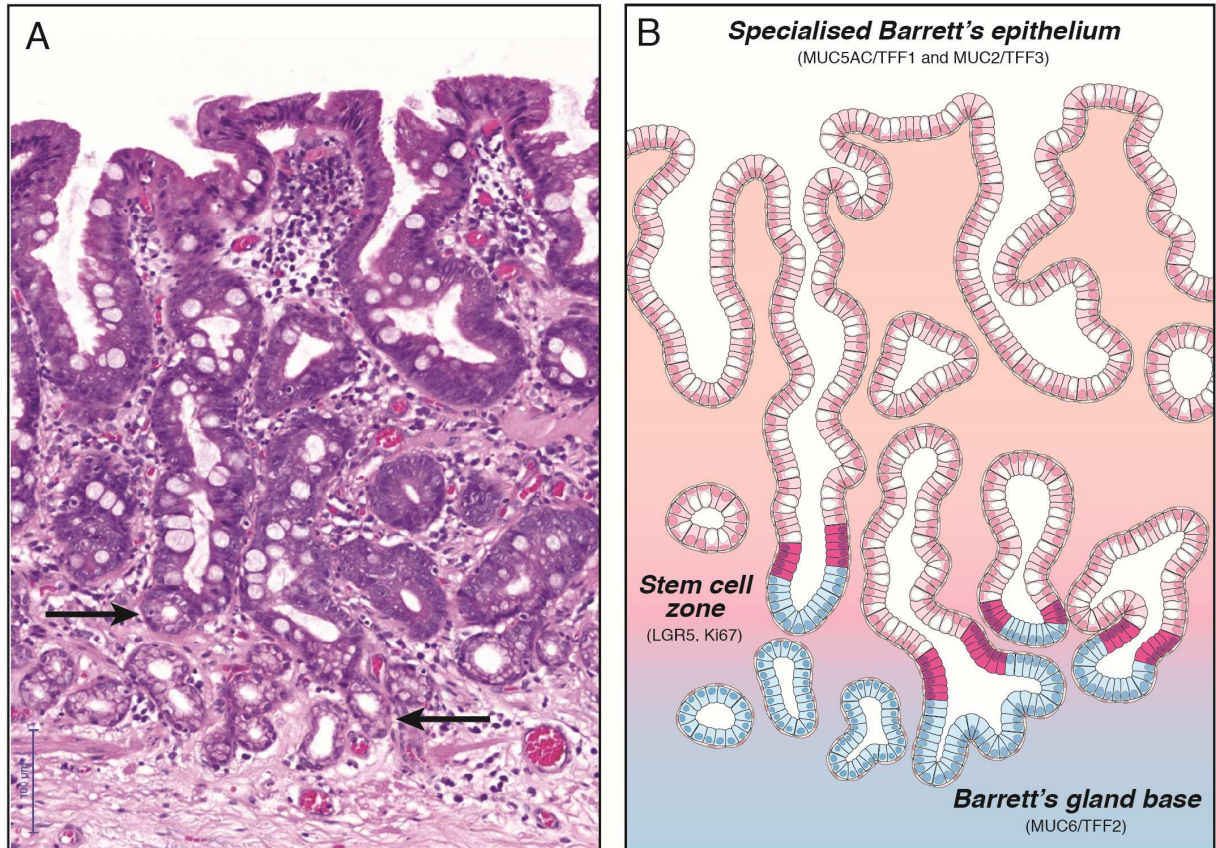 A
100 µm
B
Specialised Barrett's epithelium
(MUC5AC/TFF1 and MUC2/TFF3)
Stem cell
zone
(LGR5, Ki67)
Barrett's gland base
(MUC6/TFF2)